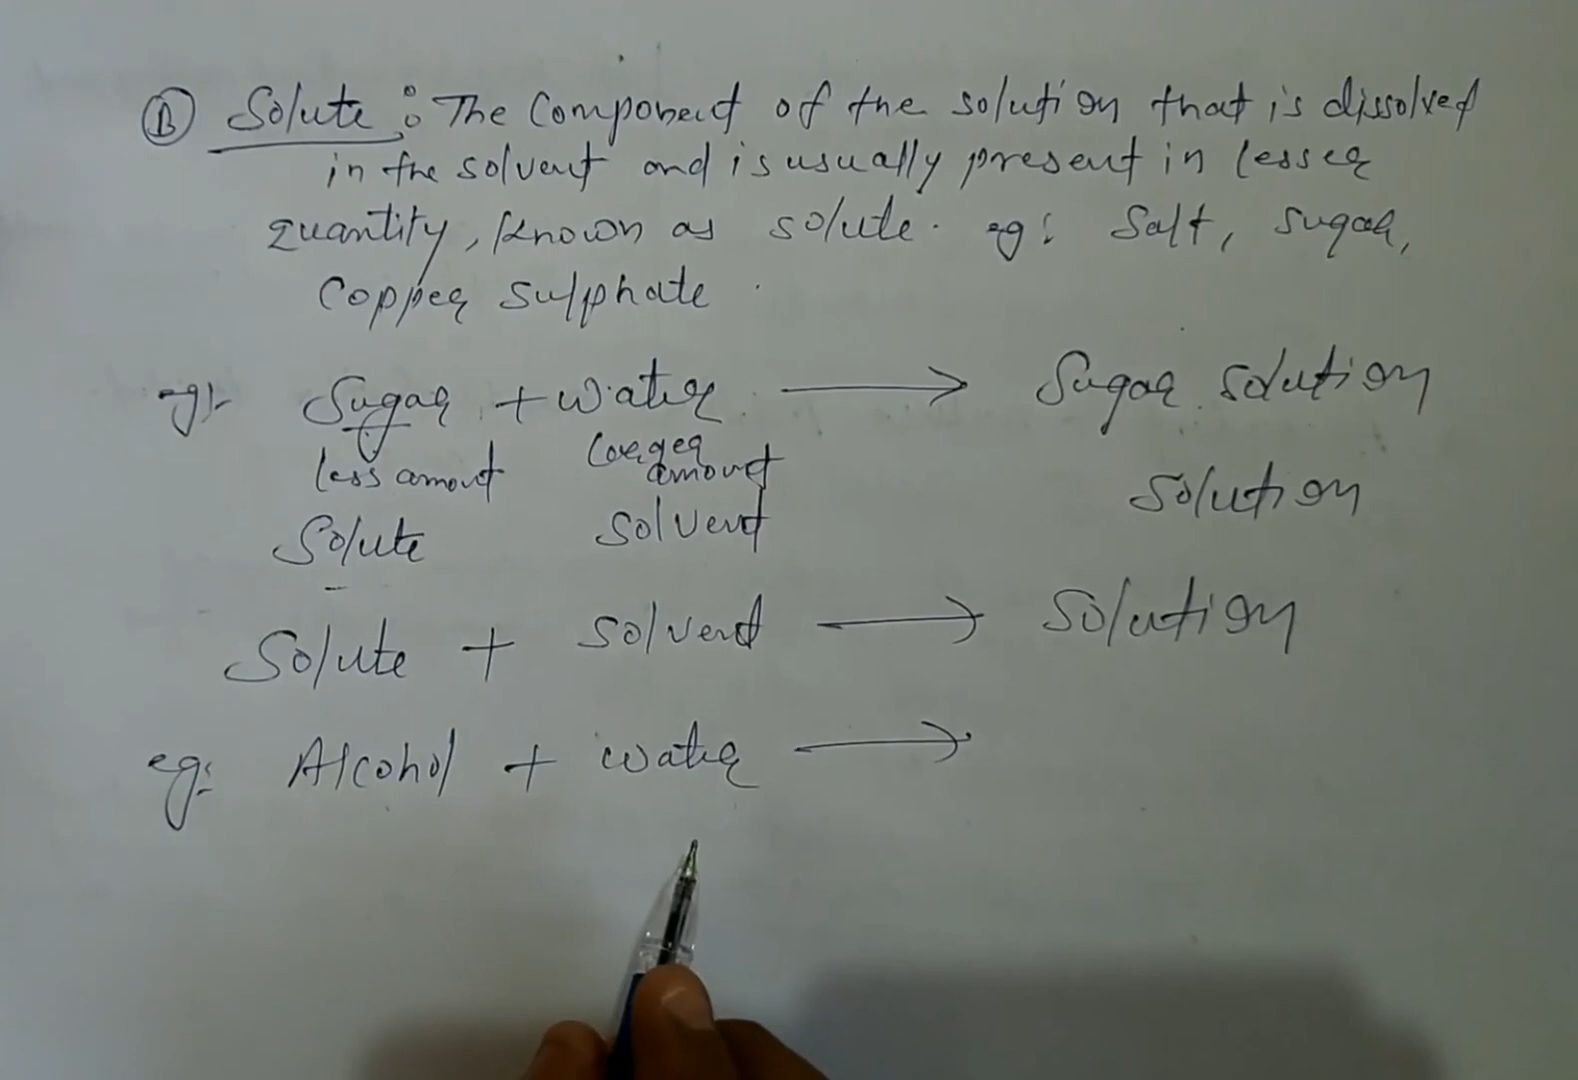 B Solute : The Component of the solution that is dissolved
in the solvent and is usually present in lesser
quantity, known as solute. eg: Salt, sugar,
Copper sulphate.
eg:- Sugar + water → Sugar solution
less amount Larger amount
Solute Solvent Solution
Solute + Solvent → Solution
eg: Alcohol + water →